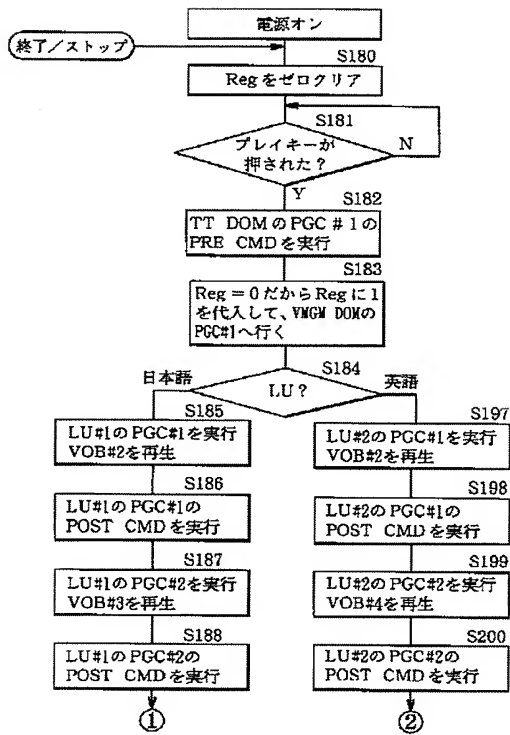 電源オン
終了/ストップ
S180
Regをゼロクリア
S181
プレイキーが
押された?
N
Y
S182
TT DOMのPGC#1の
PRE CMDを実行
S183
Reg=0だからRegに1
を代入して、VMGM DOMの
PGC#1へ行く
S184
日本語
LU?
英語
S185
LU#1のPGC#1を実行
VOB#2を再生
S186
LU#1のPGC#1の
POST CMDを実行
S187
LU#1のPGC#2を実行
VOB#3を再生
S188
LU#1のPGC#2の
POST CMDを実行
①
S197
LU#2のPGC#1を実行
VOB#2を再生
S198
LU#2のPGC#1の
POST CMDを実行
S199
LU#2のPGC#2を実行
VOB#4を再生
S200
LU#2のPGC#2の
POST CMDを実行
②